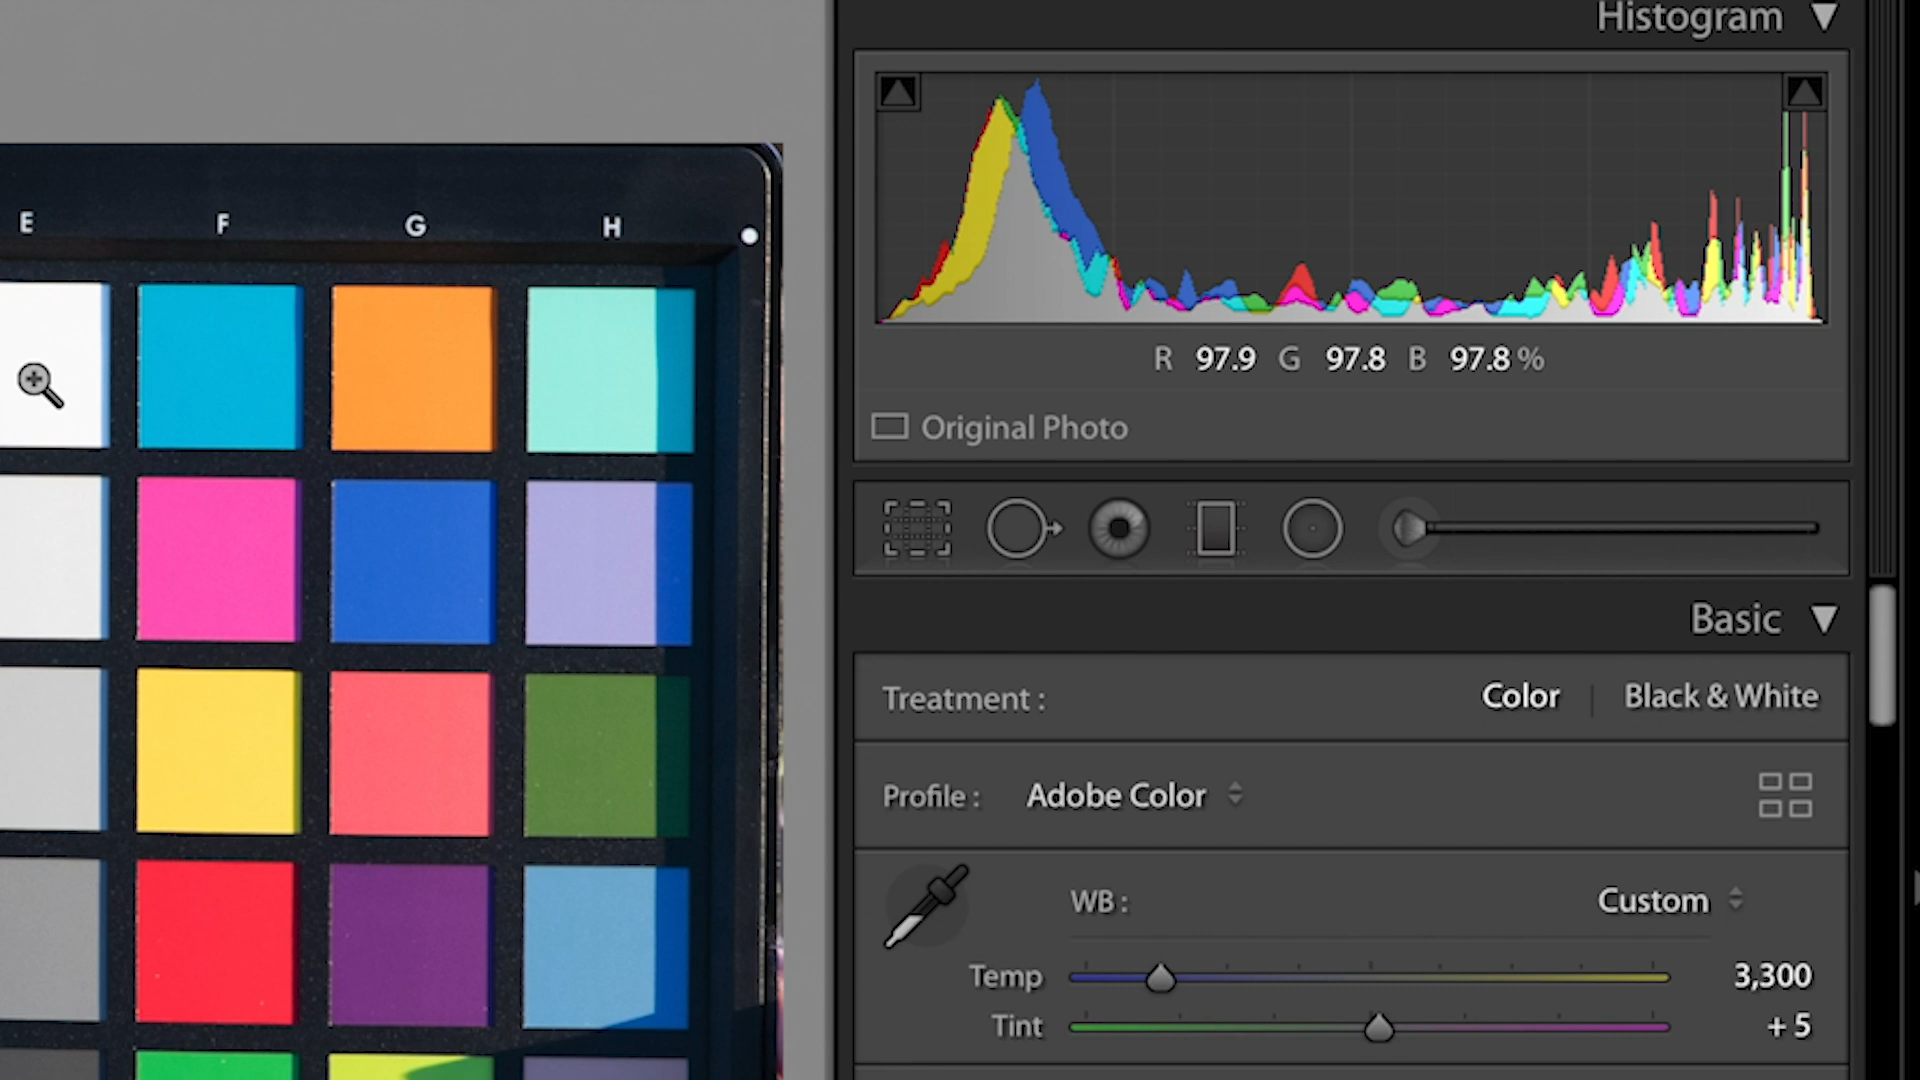 Histogram
E F G H
R 97.9 G 97.8 B 97.8 %
Original Photo
Basic
Treatment : Color Black & White
Profile : Adobe Color
WB : Custom
Temp 3,300
Tint + 5